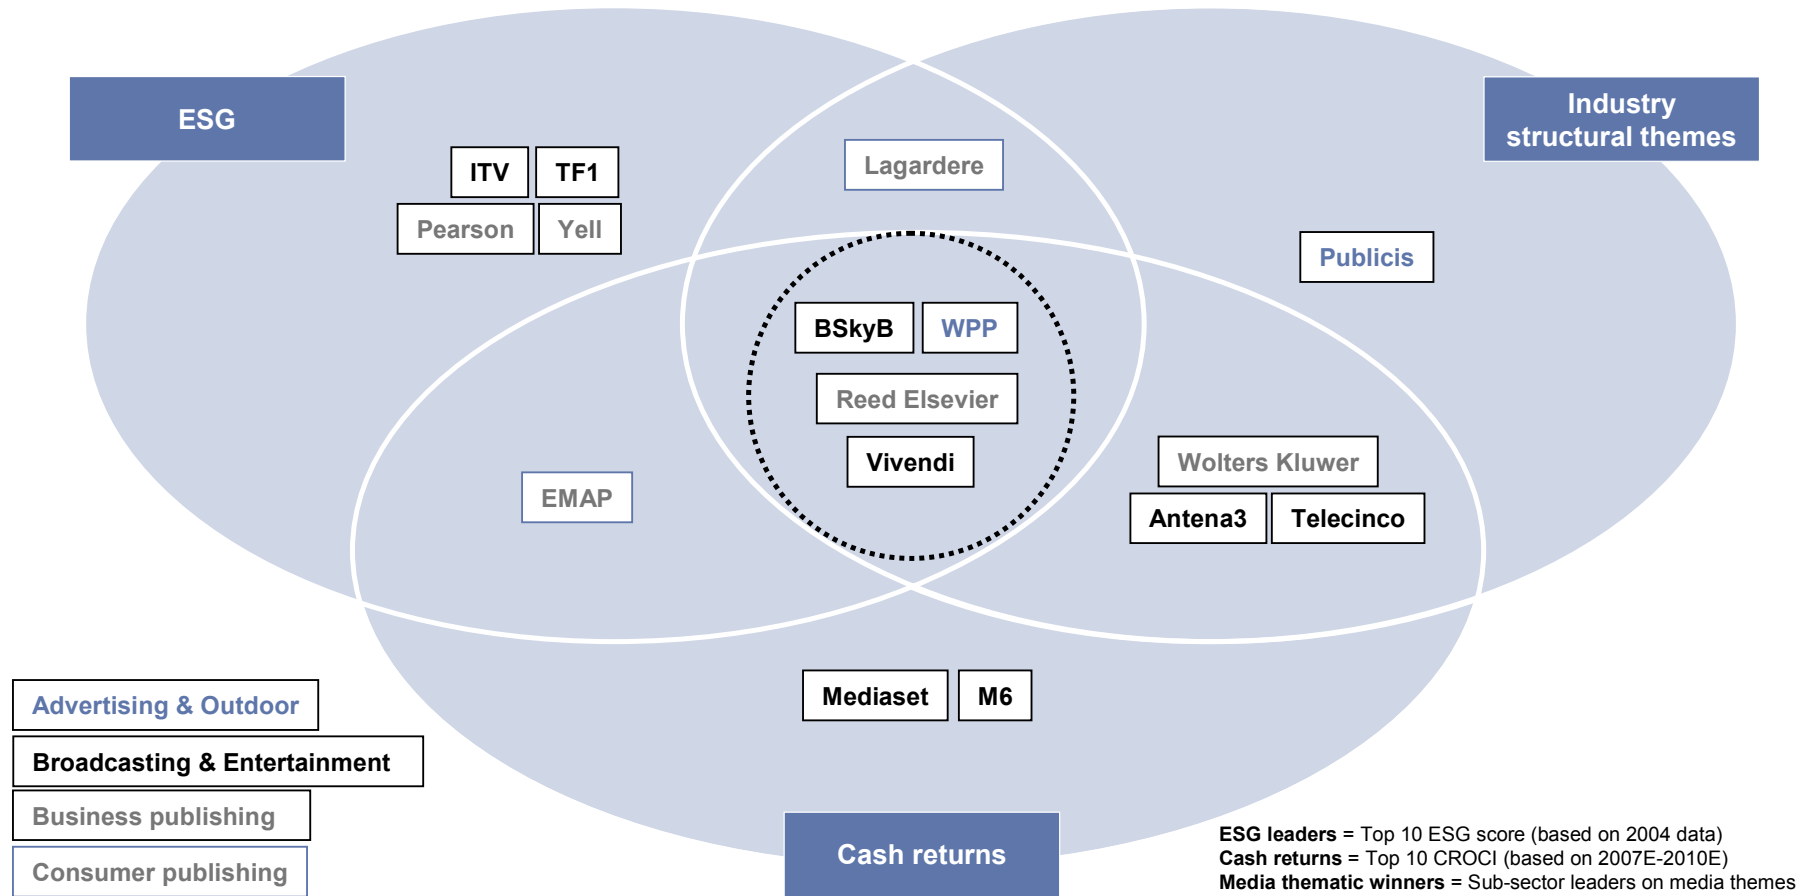 ESG
Industry
structural themes
ITV
TF1
Pearson
Yell
Lagardere
Publicis
BSkyB
WPP
Reed Elsevier
Vivendi
EMAP
Wolters Kluwer
Antena3
Telecinco
Mediaset
M6
Advertising & Outdoor
Broadcasting & Entertainment
Business publishing
Consumer publishing
Cash returns
ESG leaders = Top 10 ESG score (based on 2004 data)
Cash returns = Top 10 CROCI (based on 2007E-2010E)
Media thematic winners = Sub-sector leaders on media themes